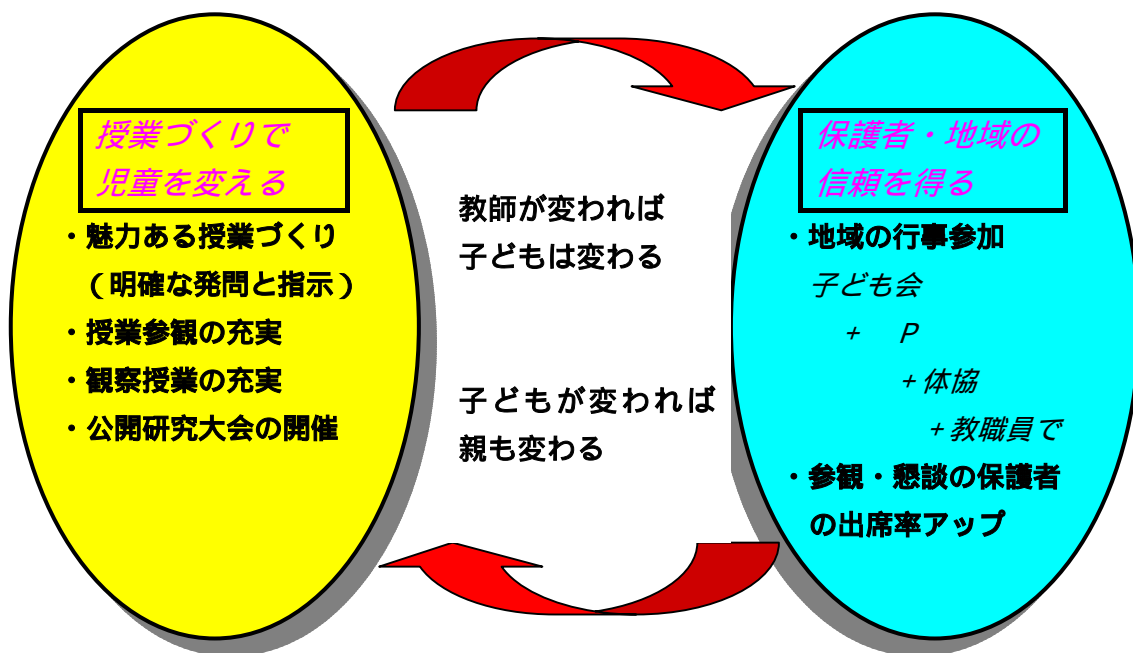 授業づくりで
児童を変える
・魅力ある授業づくり
（明確な発問と指示）
・授業参観の充実
・観察授業の充実
・公開研究大会の開催
教師が変われば
子どもは変わる
子どもが変われば
親も変わる
保護者・地域の
信頼を得る
・地域の行事参加
子ども会
+ P
+体協
+教職員で
・参観・懇談の保護者
の出席率アップ